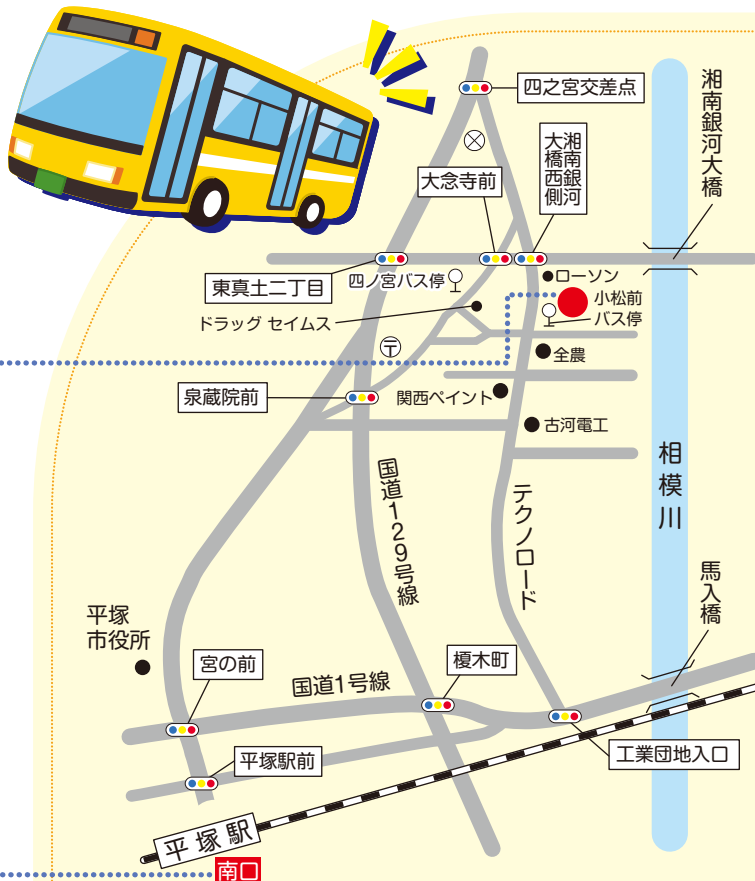 四之宮交差点
湘南銀河大橋
湘南銀河
大橋西側
大念寺前
東真土二丁目
四ノ宮バス停
ローソン
小松前
バス停
ドラッグ セイムス
〒
全農
泉蔵院前
関西ペイント
古河電工
相模川
国道129号線
テクノロード
馬入橋
平塚
市役所
宮の前
国道1号線
榎木町
平塚駅前
工業団地入口
平塚駅
南口